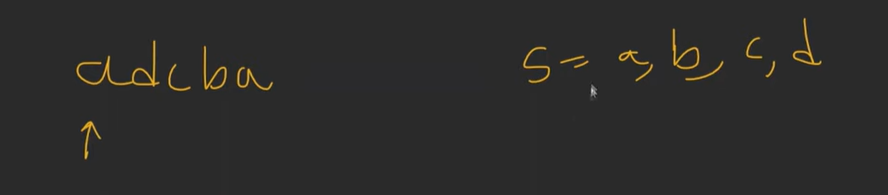 adcba
s = a, b, c, d